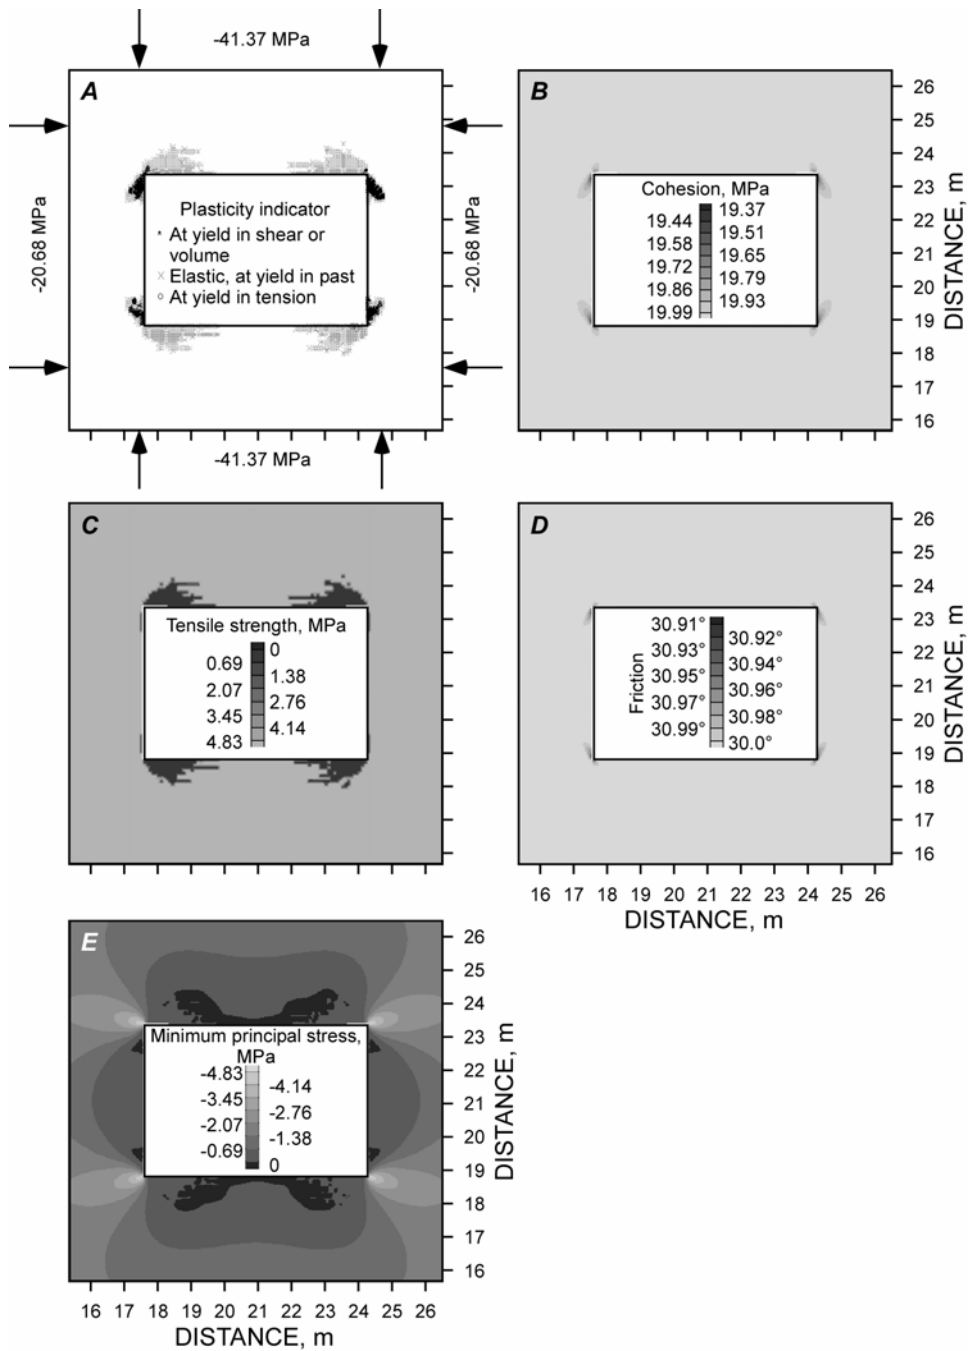 -41.37 MPa
A
-20.68 MPa
Plasticity indicator
At yield in shear or
volume
Elastic, at yield in past
At yield in tension
-20.68 MPa
-41.37 MPa
B
Cohesion, MPa
19.37
19.44
19.51
19.58
19.65
19.72
19.79
19.86
19.93
19.99
26
25
24
23
22
21
20
19
18
17
16
DISTANCE, m
C
Tensile strength, MPa
0
0.69
1.38
2.07
2.76
3.45
4.14
4.83
D
Friction
30.91°
30.92°
30.93°
30.94°
30.95°
30.96°
30.97°
30.98°
30.99°
30.0°
26
25
24
23
22
21
20
19
18
17
16
DISTANCE, m
16 17 18 19 20 21 22 23 24 25 26
DISTANCE, m
E
Minimum principal stress,
MPa
-4.83
-4.14
-3.45
-2.76
-2.07
-1.38
-0.69
0
26
25
24
23
22
21
20
19
18
17
16
DISTANCE, m
16 17 18 19 20 21 22 23 24 25 26
DISTANCE, m